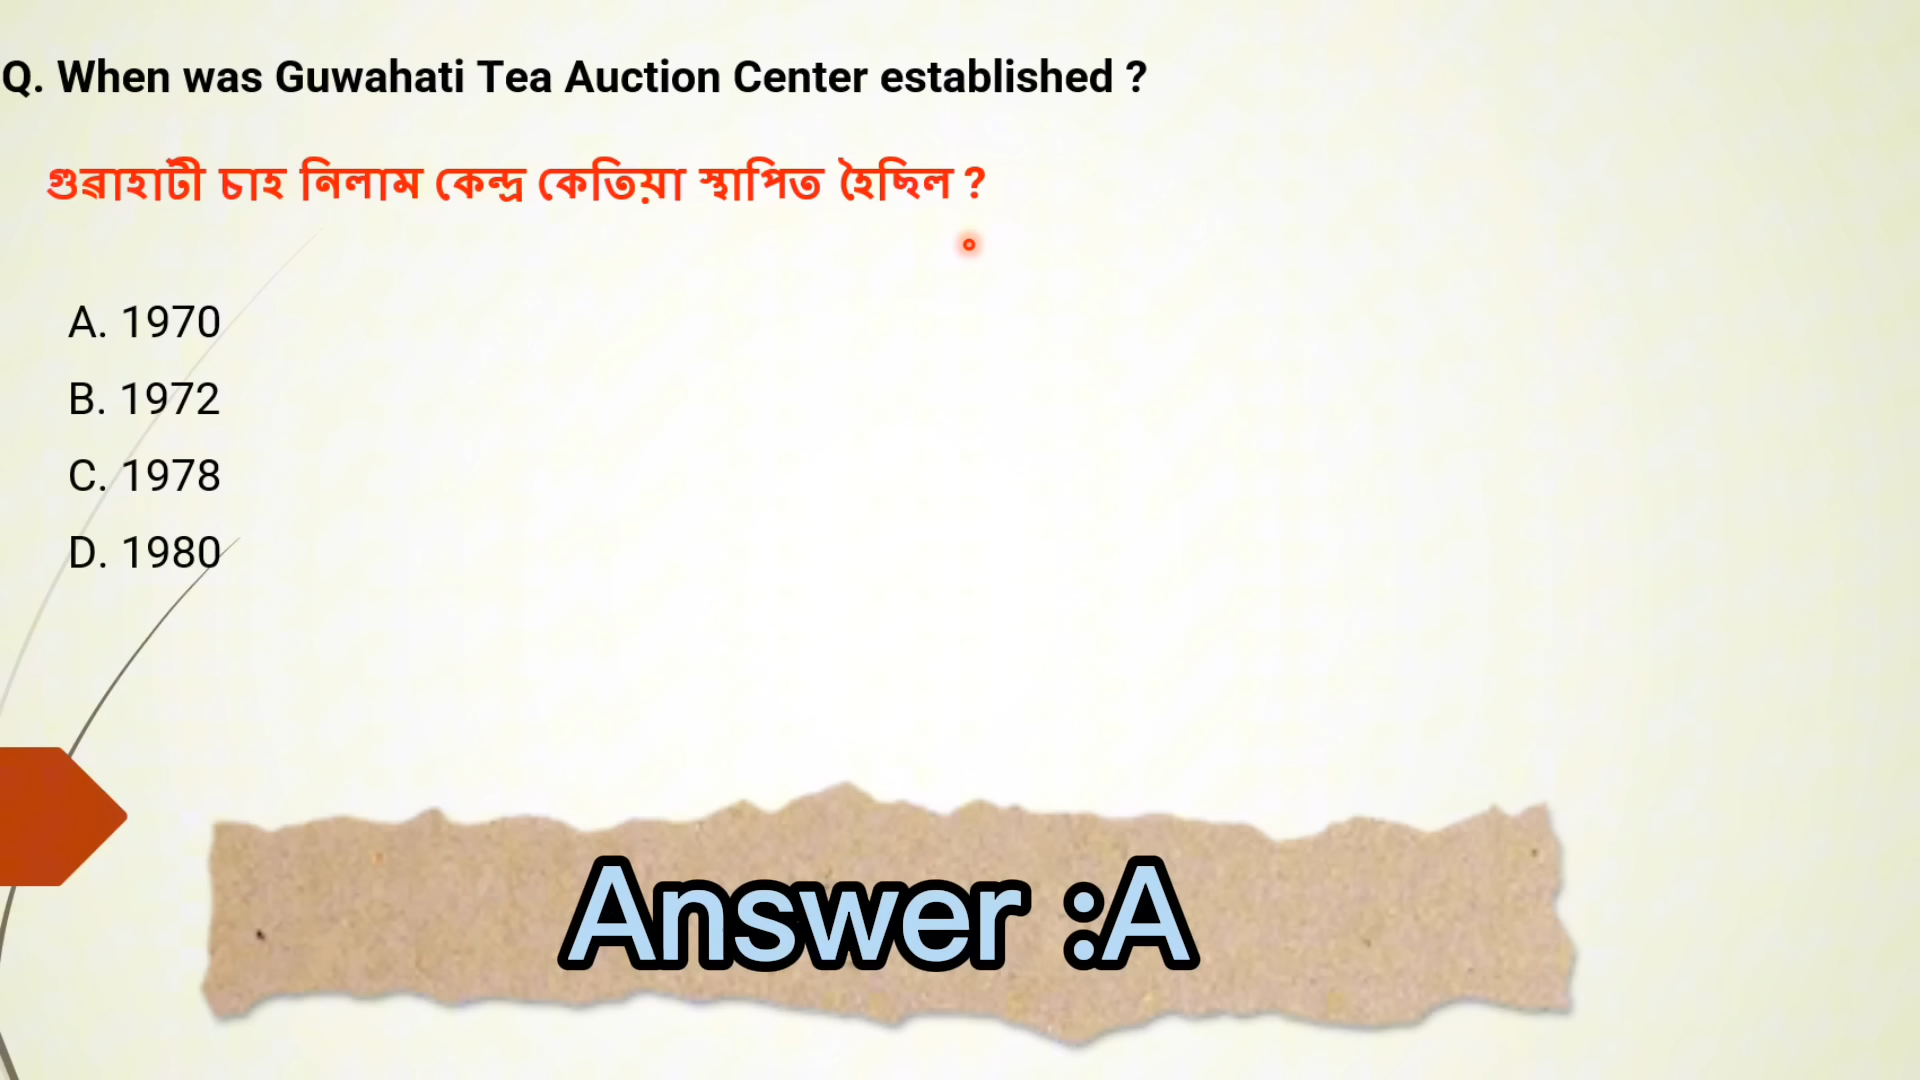 Q. When was Guwahati Tea Auction Center established ?
গুৱাহাটী চাহ নিলাম কেন্দ্ৰ কেতিয়া স্থাপিত হৈছিল ?
A. 1970
B. 1972
C. 1978
D. 1980
Answer :A